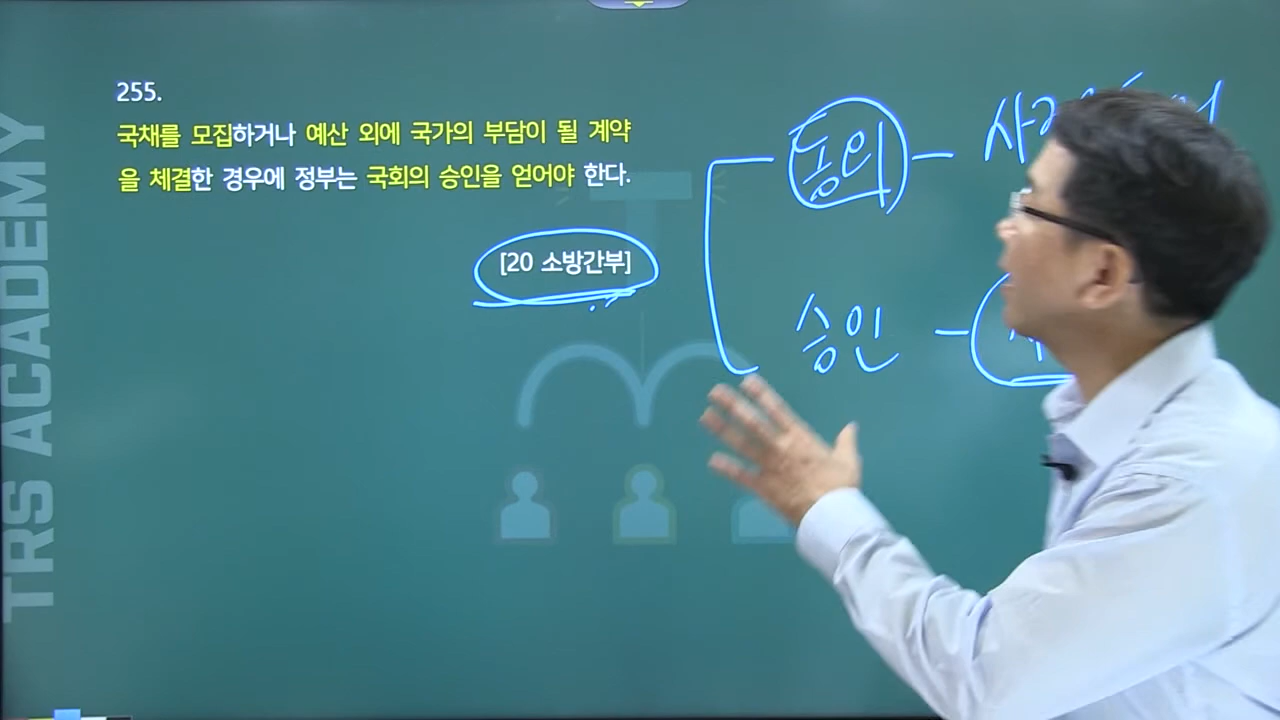 255.
국채를 모집하거나 예산 외에 국가의 부담이 될 계약
을 체결한 경우에 정부는 국회의 승인을 얻어야 한다.
[20 소방간부]
동의
승인
TRS ACADEMY